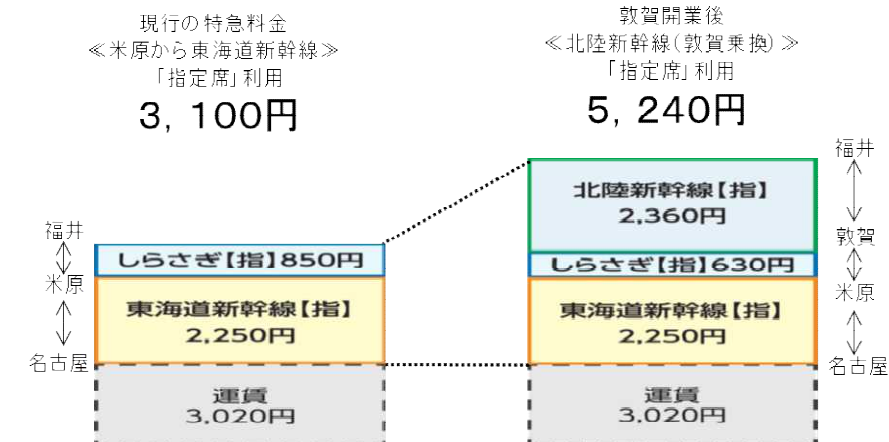 現行の特急料金
≪米原から東海道新幹線≫
「指定席」利用
3,100円
福井
しらさぎ【指】850円
米原
東海道新幹線【指】
2,250円
名古屋
運賃
3,020円
敦賀開業後
≪北陸新幹線(敦賀乗換)≫
「指定席」利用
5,240円
福井
北陸新幹線【指】
2,360円
敦賀
しらさぎ【指】630円
米原
東海道新幹線【指】
2,250円
名古屋
運賃
3,020円